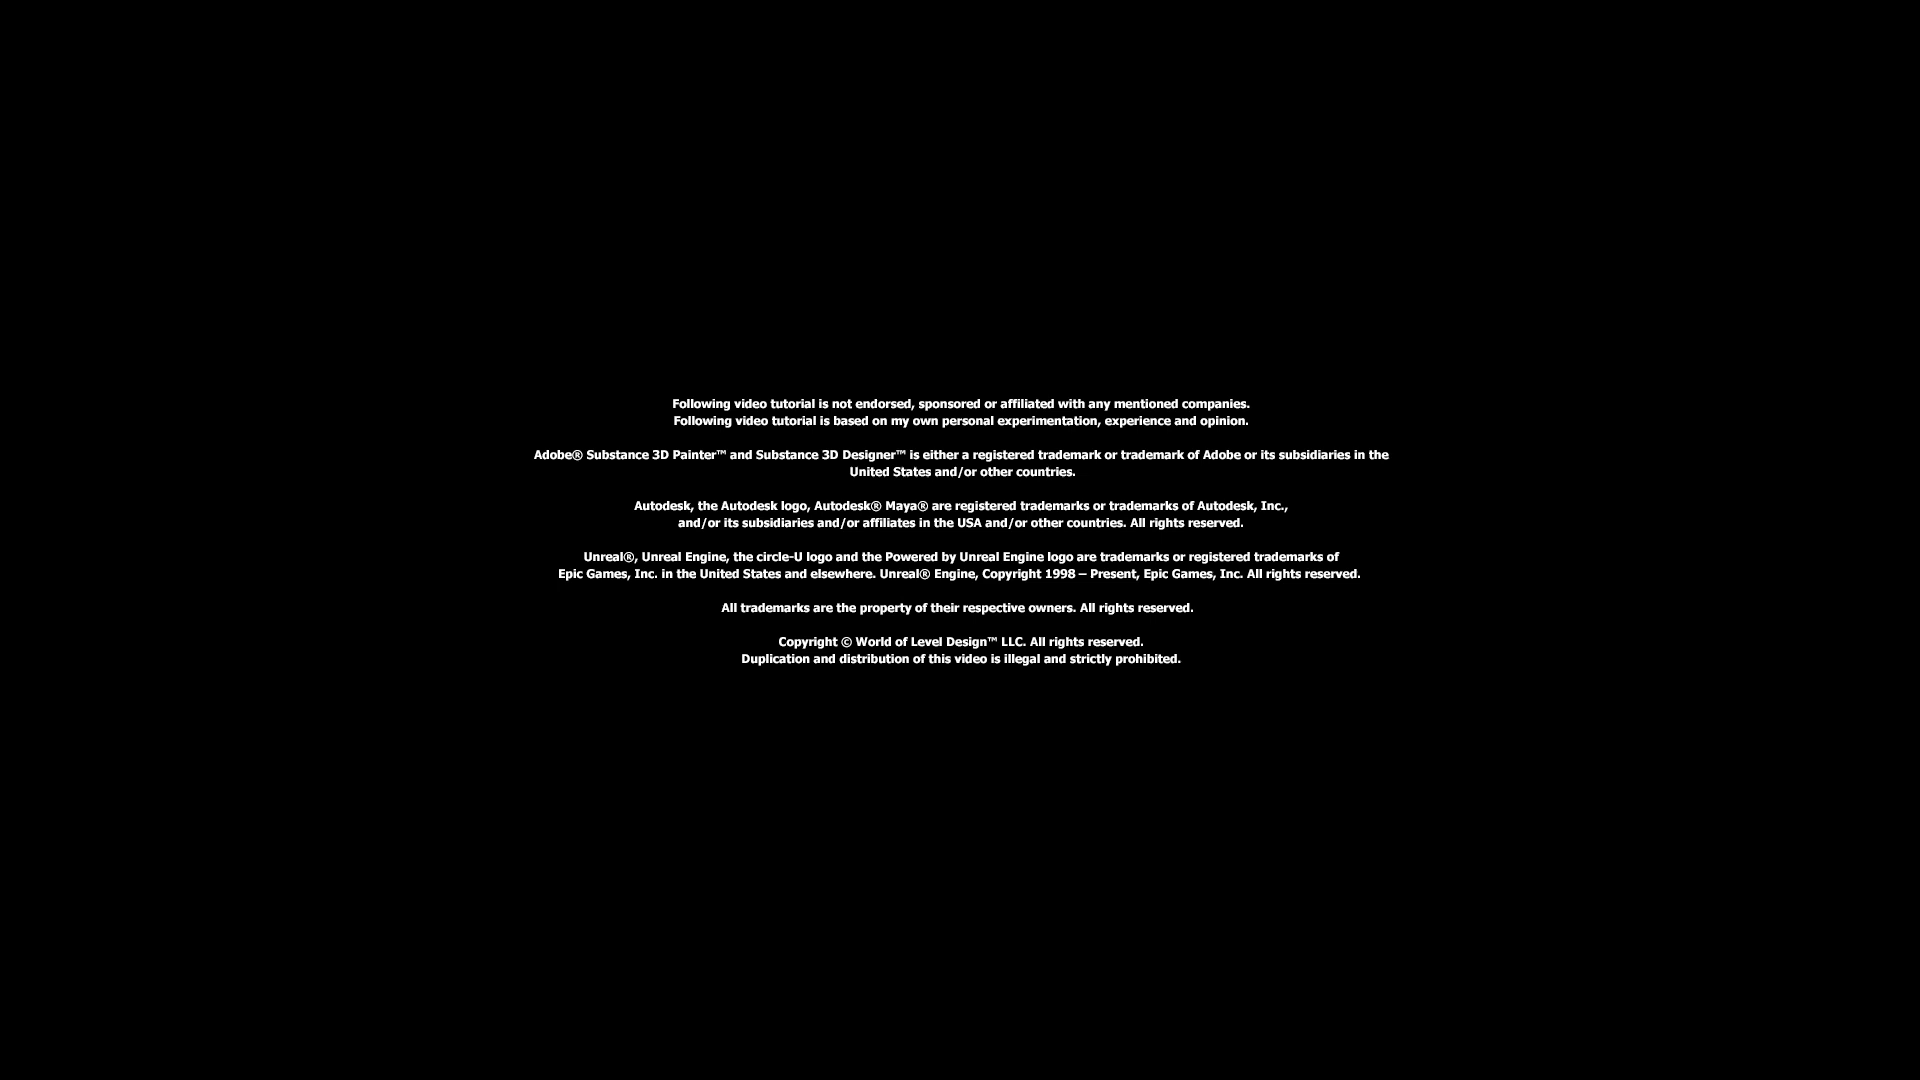 Following video tutorial is not endorsed, sponsored or affiliated with any mentioned companies.
Following video tutorial is based on my own personal experimentation, experience and opinion.
Adobe® Substance 3D Painter™ and Substance 3D Designer™ is either a registered trademark or trademark of Adobe or its subsidiaries in the
United States and/or other countries.
Autodesk, the Autodesk logo, Autodesk® Maya® are registered trademarks or trademarks of Autodesk, Inc.,
and/or its subsidiaries and/or affiliates in the USA and/or other countries. All rights reserved.
Unreal®, Unreal Engine, the circle-U logo and the Powered by Unreal Engine logo are trademarks or registered trademarks of
Epic Games, Inc. in the United States and elsewhere. Unreal® Engine, Copyright 1998 – Present, Epic Games, Inc. All rights reserved.
All trademarks are the property of their respective owners. All rights reserved.
Copyright © World of Level Design™ LLC. All rights reserved.
Duplication and distribution of this video is illegal and strictly prohibited.